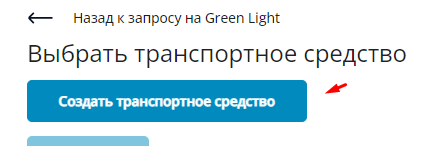 Назад к запросу на Green Light
Выбрать транспортное средство
Создать транспортное средство